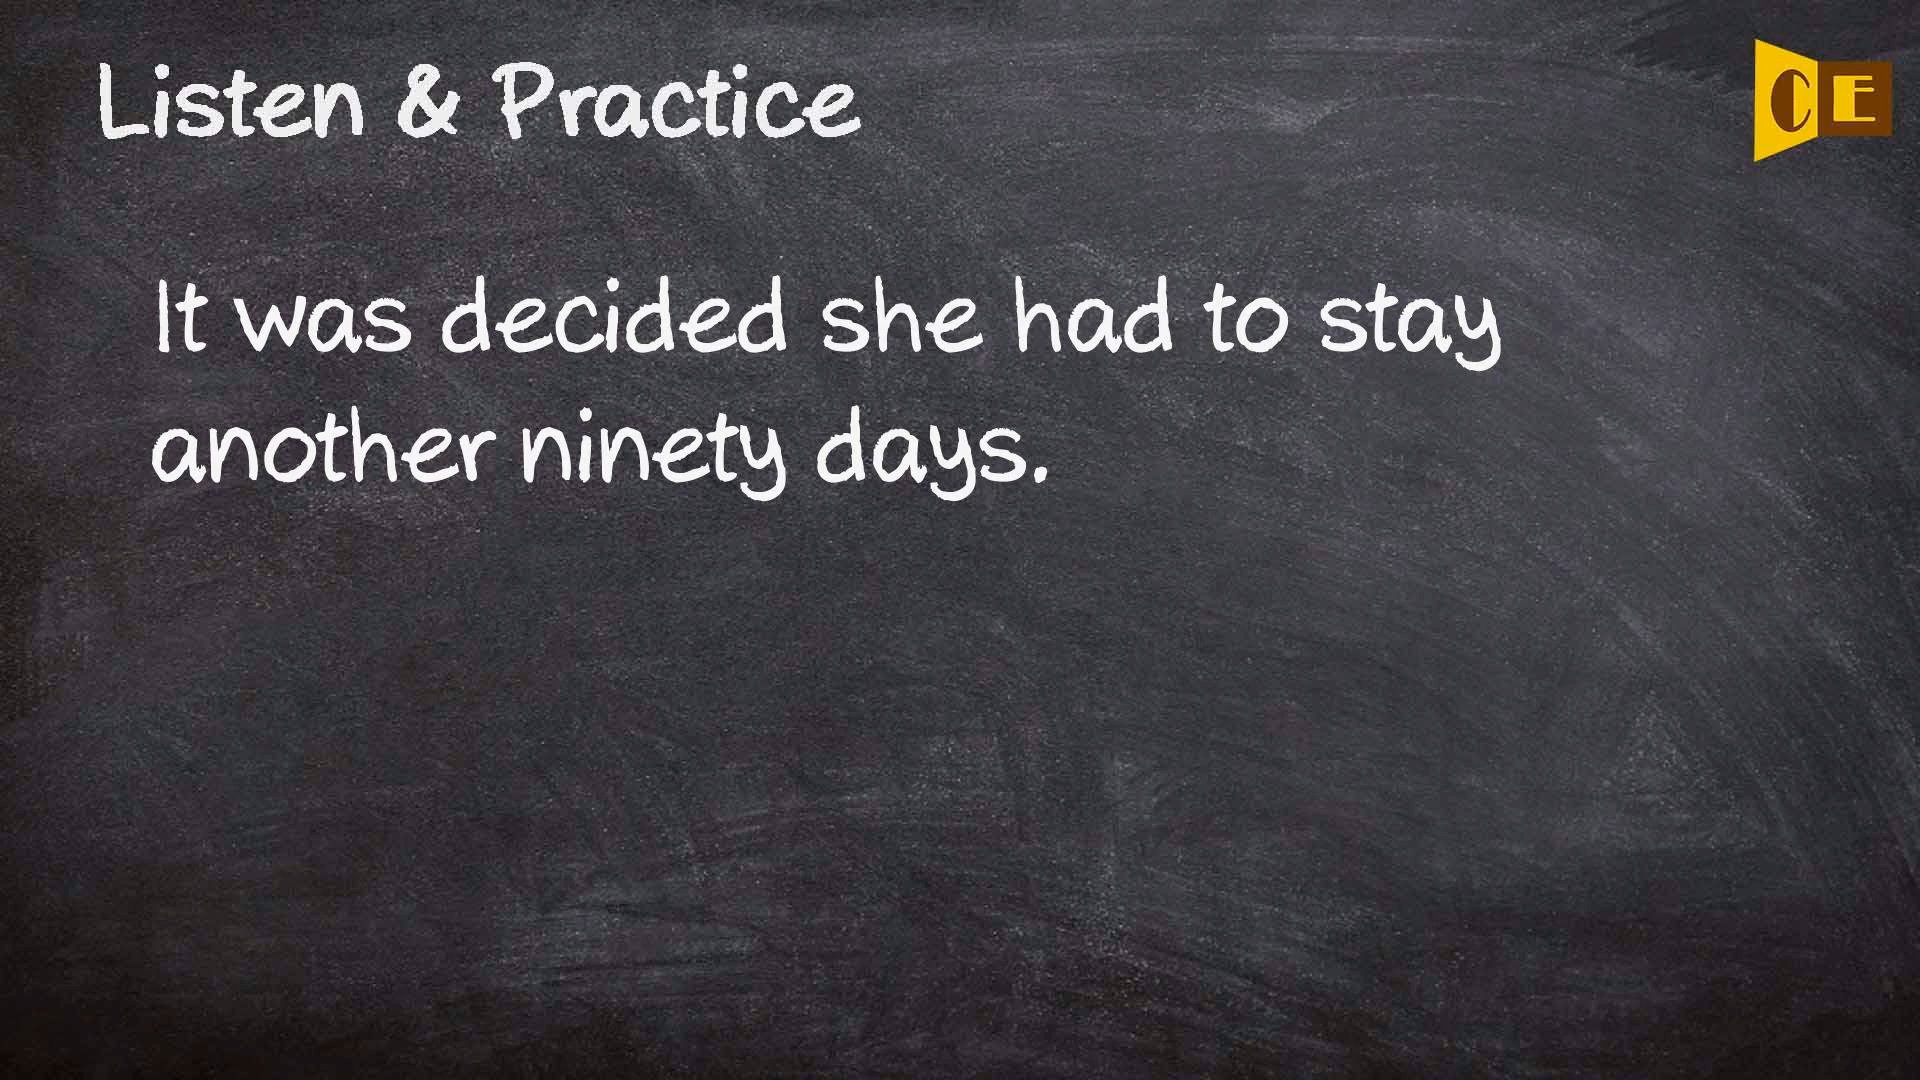 Listen & Practice
CE
It was decided she had to stay
another ninety days.